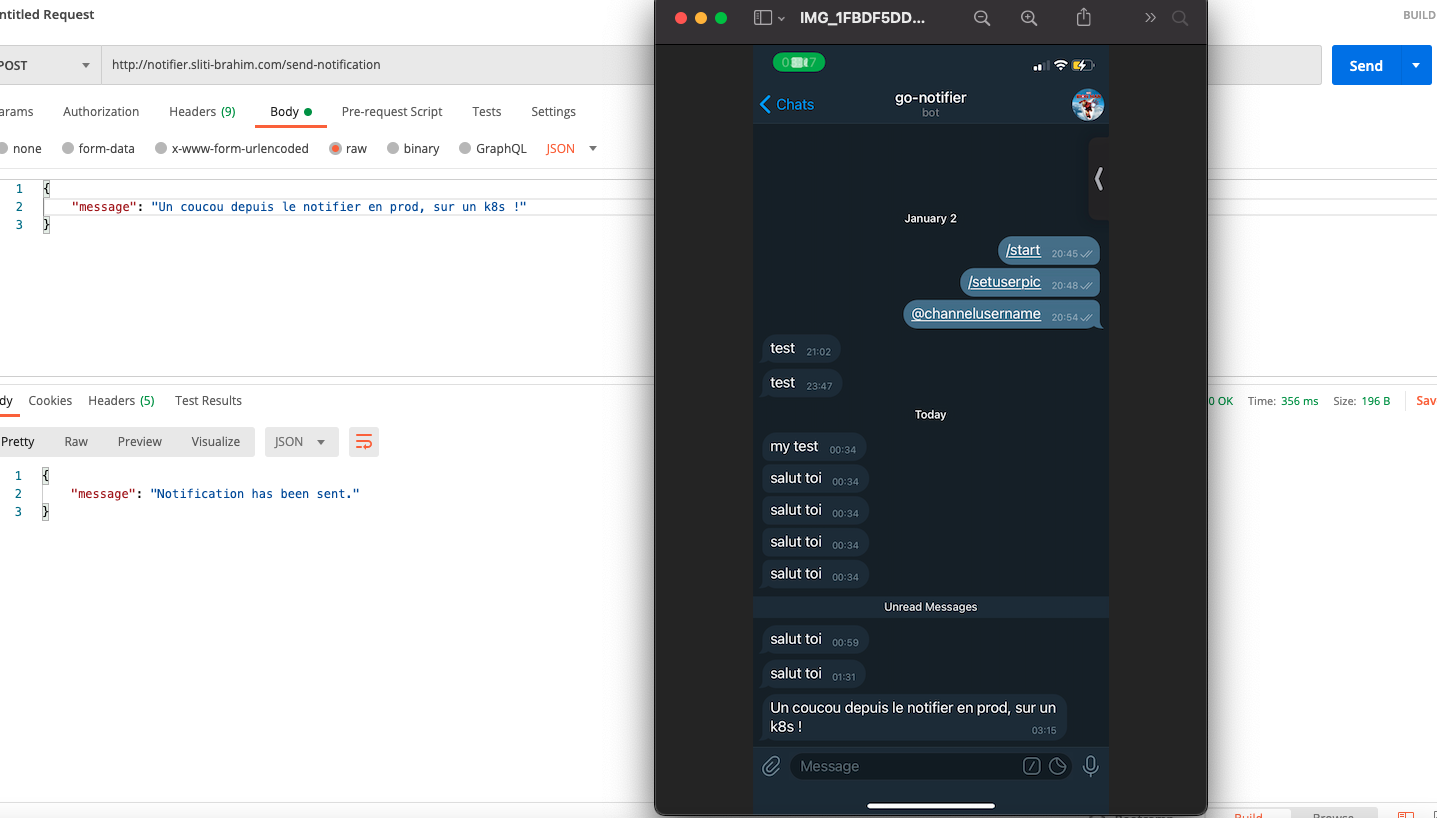 ntitled Request
BUILD
POST
http://notifier.sliti-brahim.com/send-notification
Send
arams
Authorization
Headers (9)
Body
Pre-request Script
Tests
Settings
none
form-data
x-www-form-urlencoded
raw
binary
GraphQL
JSON
1 {
2 "message": "Un coucou depuis le notifier en prod, sur un k8s !"
3 }
dy
Cookies
Headers (5)
Test Results
0 OK
Time: 356 ms
Size: 196 B
Sav
Pretty
Raw
Preview
Visualize
JSON
1 {
2 "message": "Notification has been sent."
3 }
IMG_1FBDF5DD...
Chats
go-notifier
bot
January 2
/start 20:45
/setuserpic 20:48
@channelusername 20:54
test 21:02
test 23:47
Today
my test 00:34
salut toi 00:34
salut toi 00:34
salut toi 00:34
salut toi 00:34
Unread Messages
salut toi 00:59
salut toi 01:31
Un coucou depuis le notifier en prod, sur un
k8s ! 03:15
Message
Build
Browse